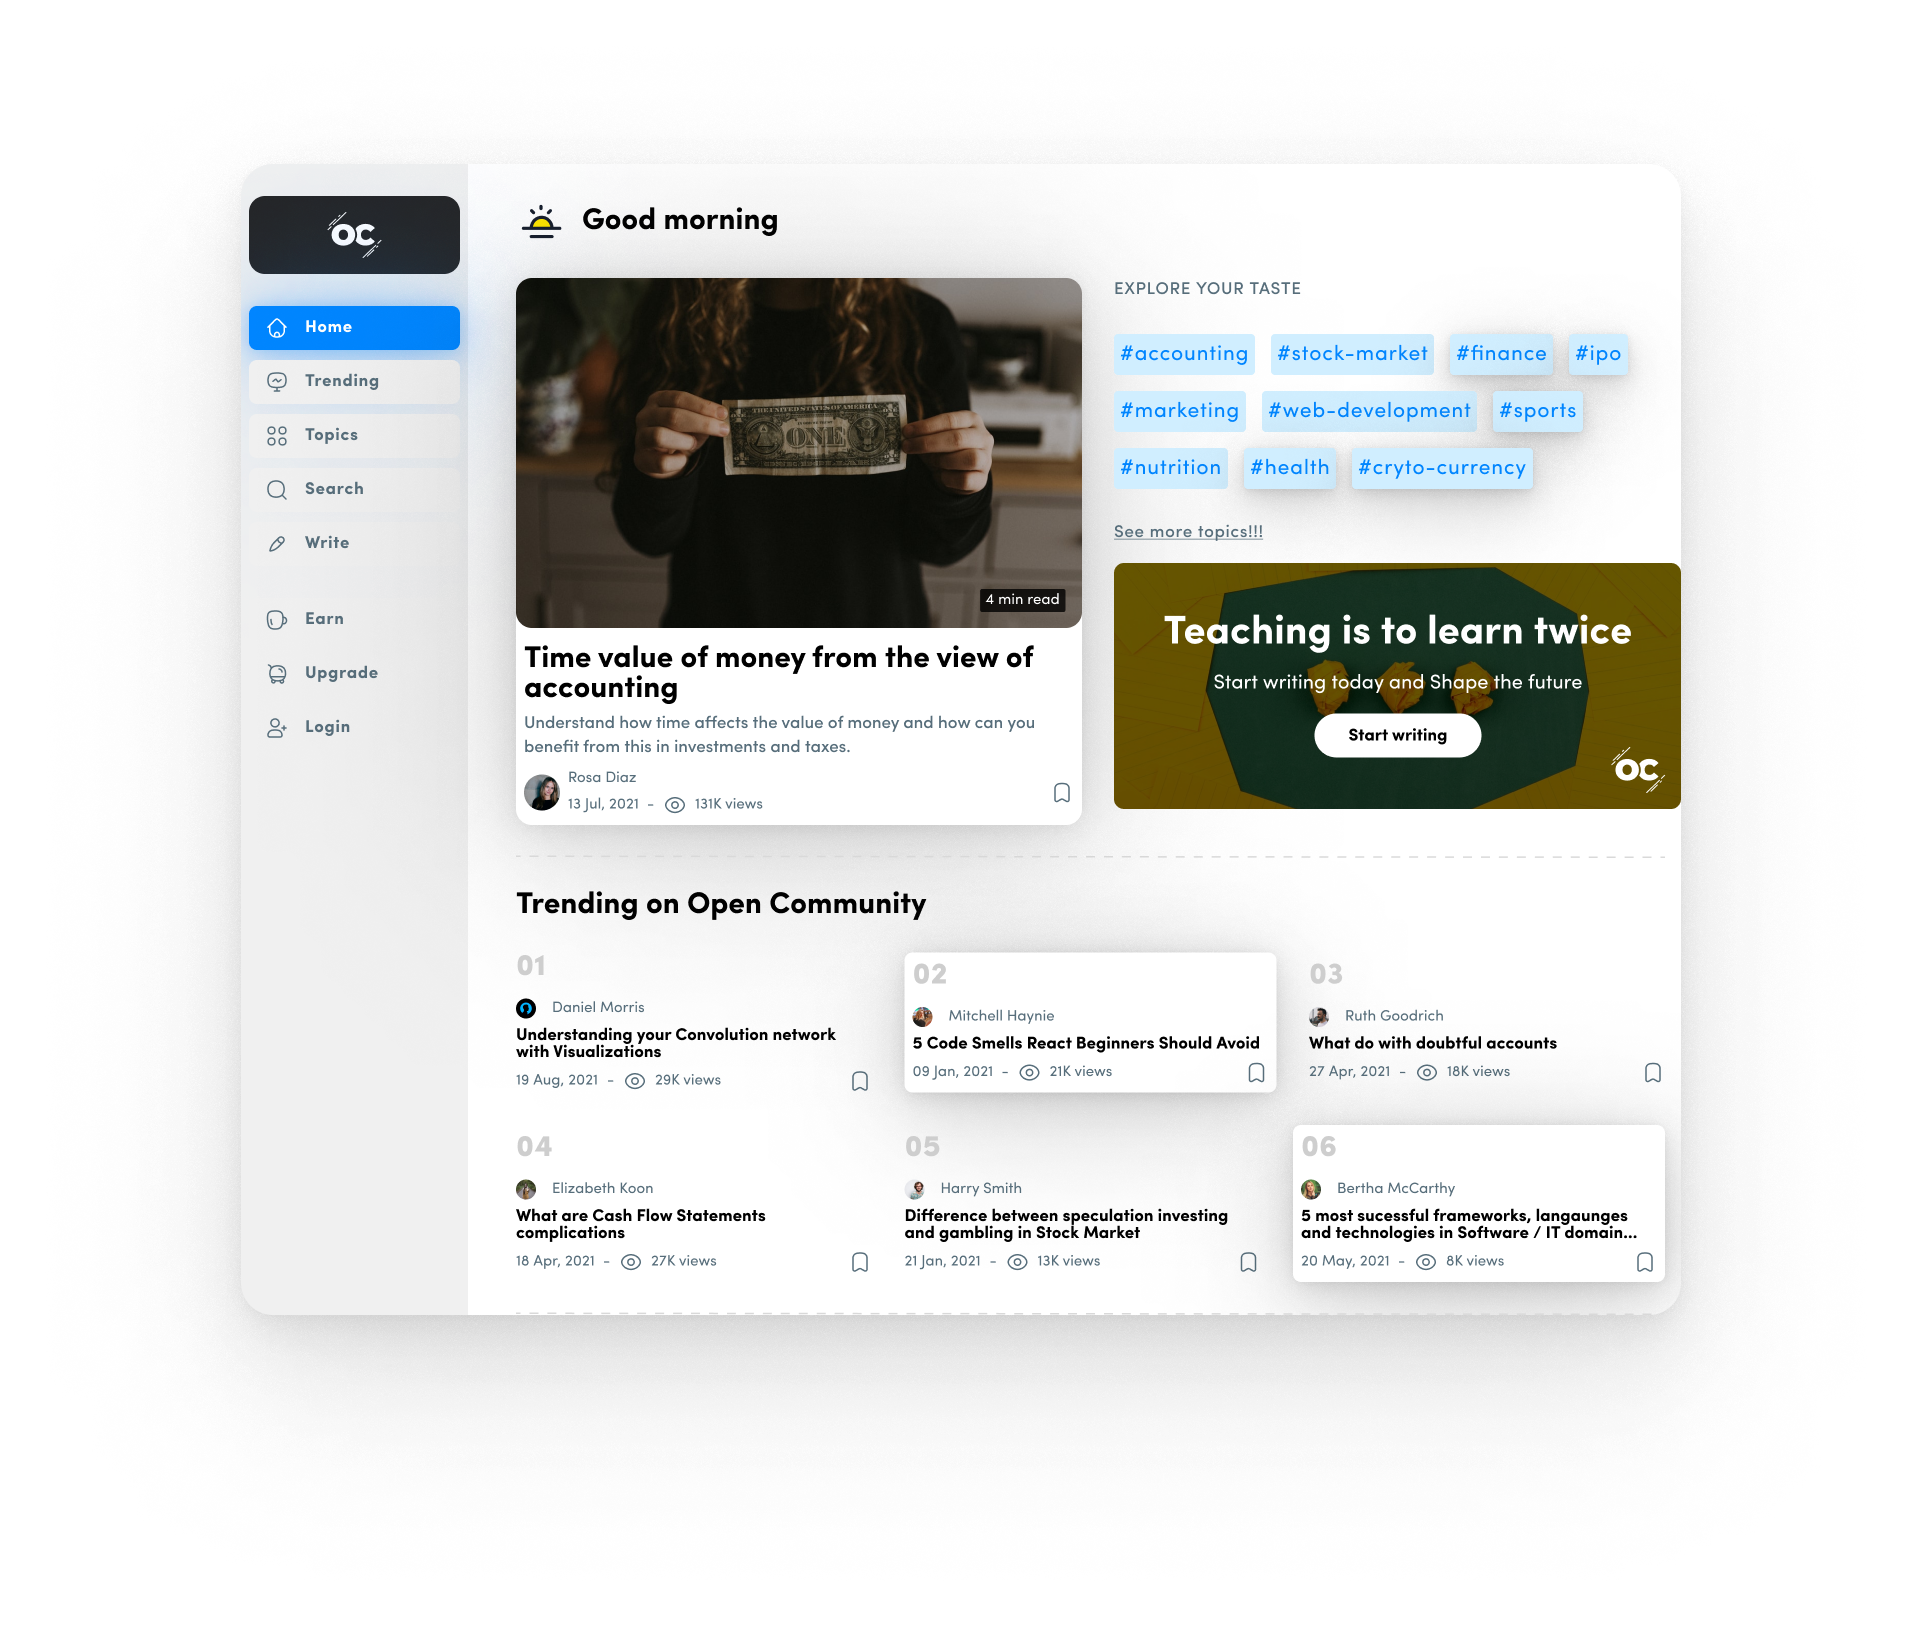 OC
Home
Trending
Topics
Search
Write
Earn
Upgrade
Login
Good morning
THE UNITED STATES OF AMERICA
ONE
4 min read
Time value of money from the view of
accounting
Understand how time affects the value of money and how can you
benefit from this in investments and taxes.
Rosa Diaz
13 Jul, 2021 - 131K views
EXPLORE YOUR TASTE
#accounting #stock-market #finance #ipo
#marketing #web-development #sports
#nutrition #health #cryto-currency
See more topics!!!
Teaching is to learn twice
Start writing today and Shape the future
Start writing
OC
Trending on Open Community
01
Daniel Morris
Understanding your Convolution network
with Visualizations
19 Aug, 2021 - 29K views
02
Mitchell Haynie
5 Code Smells React Beginners Should Avoid
09 Jan, 2021 - 21K views
03
Ruth Goodrich
What do with doubtful accounts
27 Apr, 2021 - 18K views
04
Elizabeth Koon
What are Cash Flow Statements
complications
18 Apr, 2021 - 27K views
05
Harry Smith
Difference between speculation investing
and gambling in Stock Market
21 Jan, 2021 - 13K views
06
Bertha McCarthy
5 most sucessful frameworks, langaunges
and technologies in Software / IT domain...
20 May, 2021 - 8K views